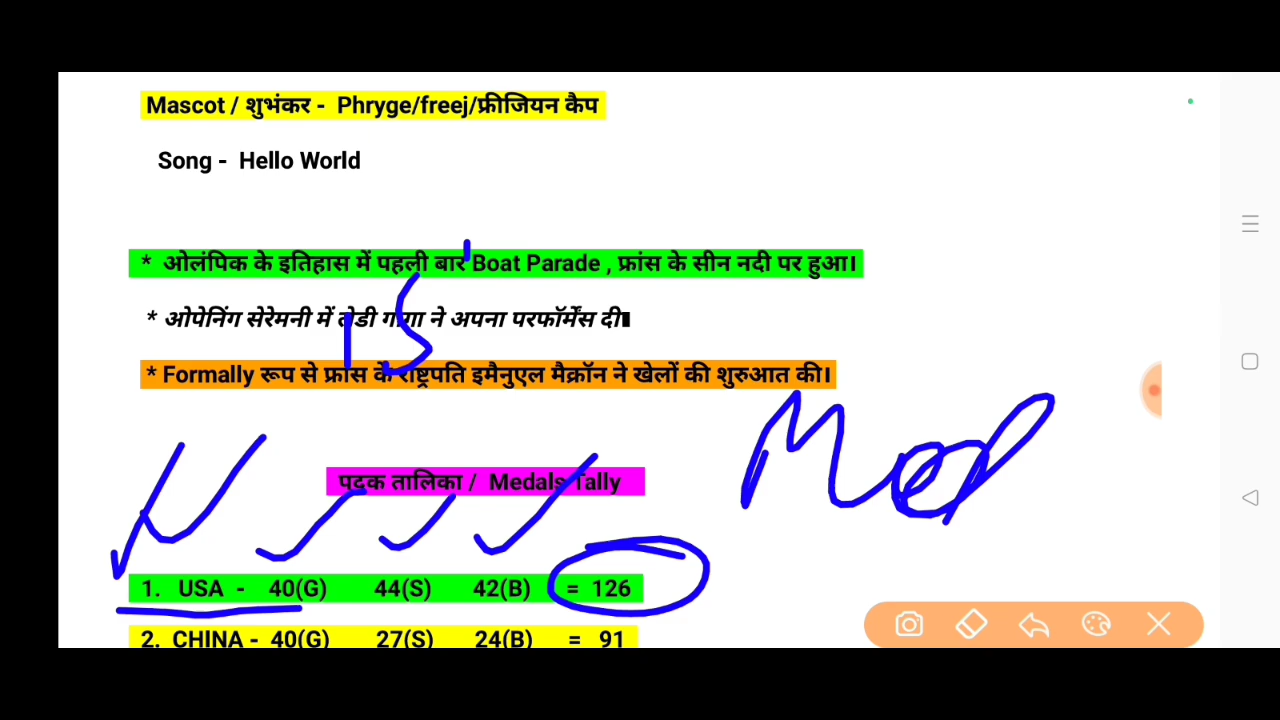 Mascot / शुभंकर - Phryge/freej/फ्रीजियन कैप
Song - Hello World
* ओलंपिक के इतिहास में पहली बार Boat Parade , फ्रांस के सीन नदी पर हुआ।
* ओपेनिंग सेरेमनी में लेडी गागा ने अपना परफॉर्मेंस दी।
* Formally रूप से फ्रांस के राष्ट्रपति इमैनुएल मैक्रॉन ने खेलों की शुरुआत की।
पदक तालिका / Medals Tally
1. USA - 40(G) 44(S) 42(B) = 126
2. CHINA - 40(G) 27(S) 24(B) = 91